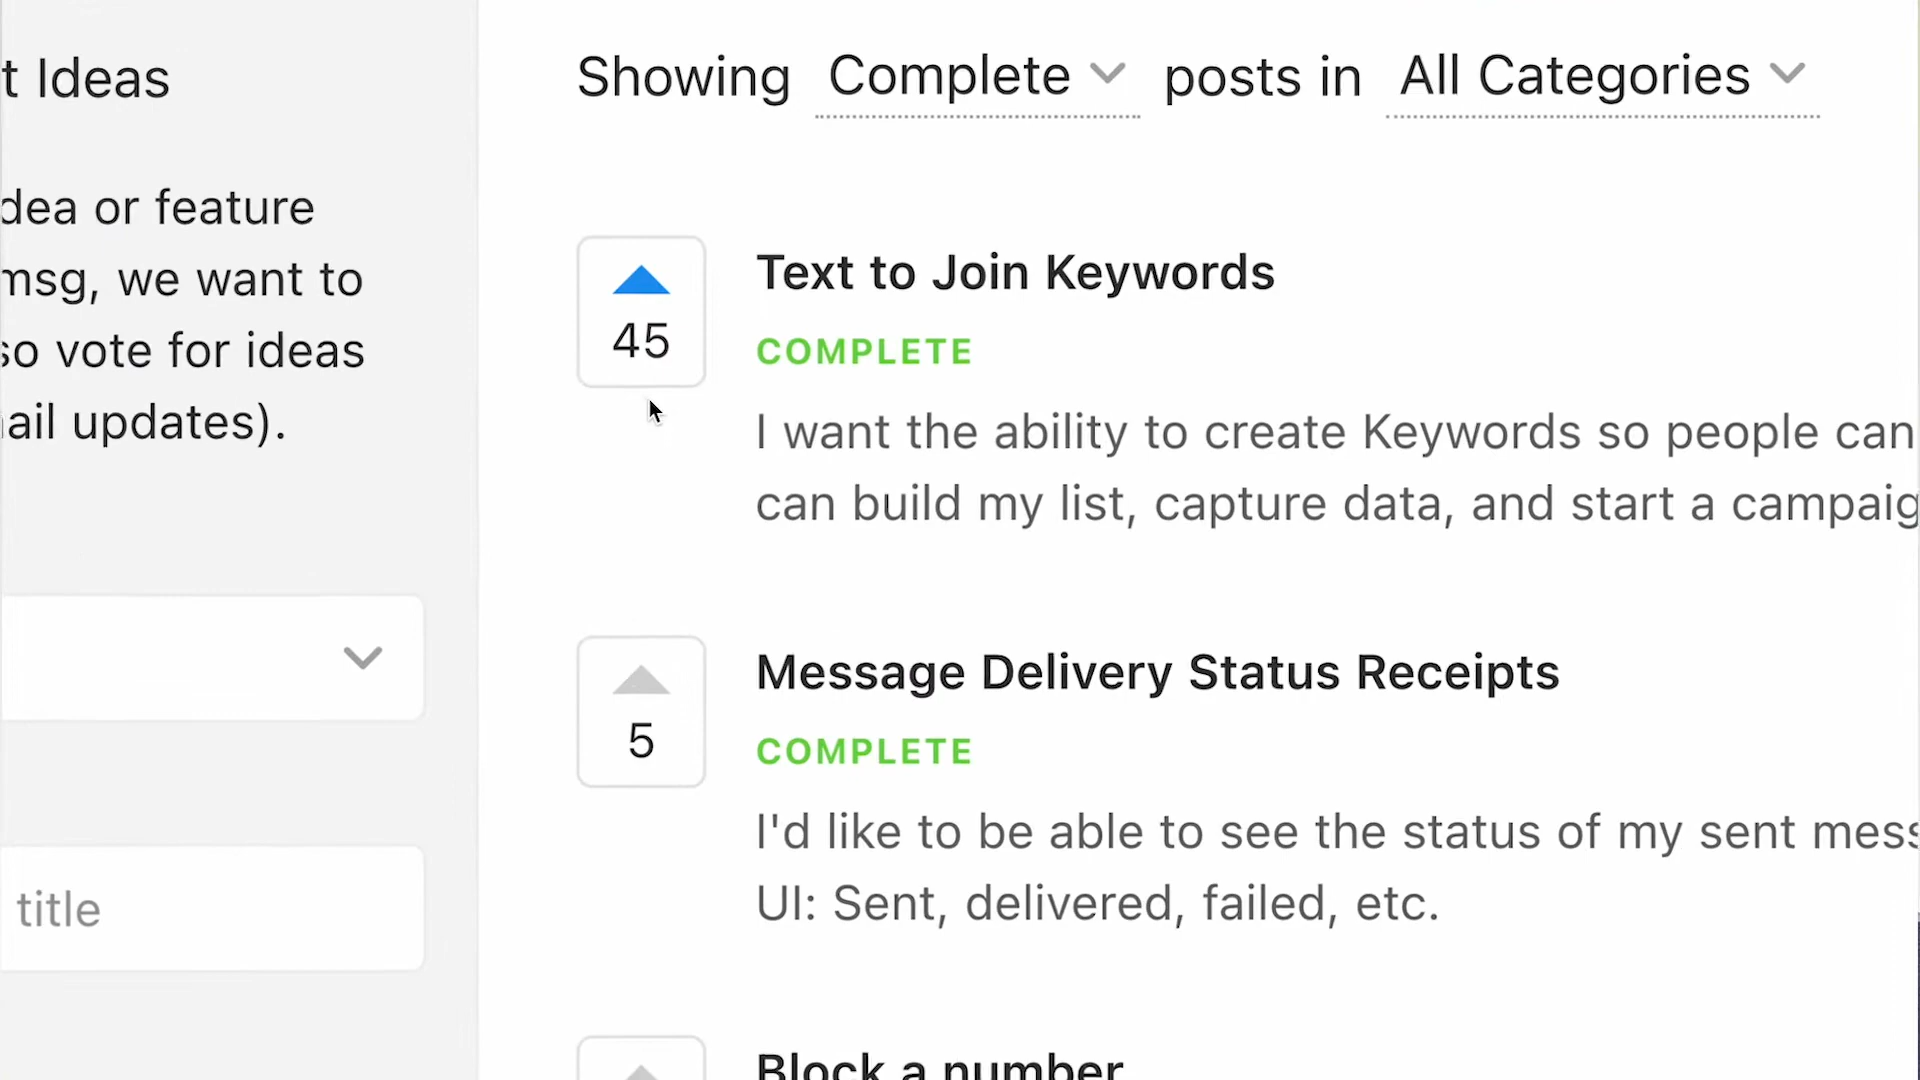 t Ideas
dea or feature
msg, we want to
so vote for ideas
ail updates).
title
Showing Complete posts in All Categories
45
Text to Join Keywords
COMPLETE
I want the ability to create Keywords so people can
can build my list, capture data, and start a campaig
5
Message Delivery Status Receipts
COMPLETE
I'd like to be able to see the status of my sent mess
UI: Sent, delivered, failed, etc.
Block a number